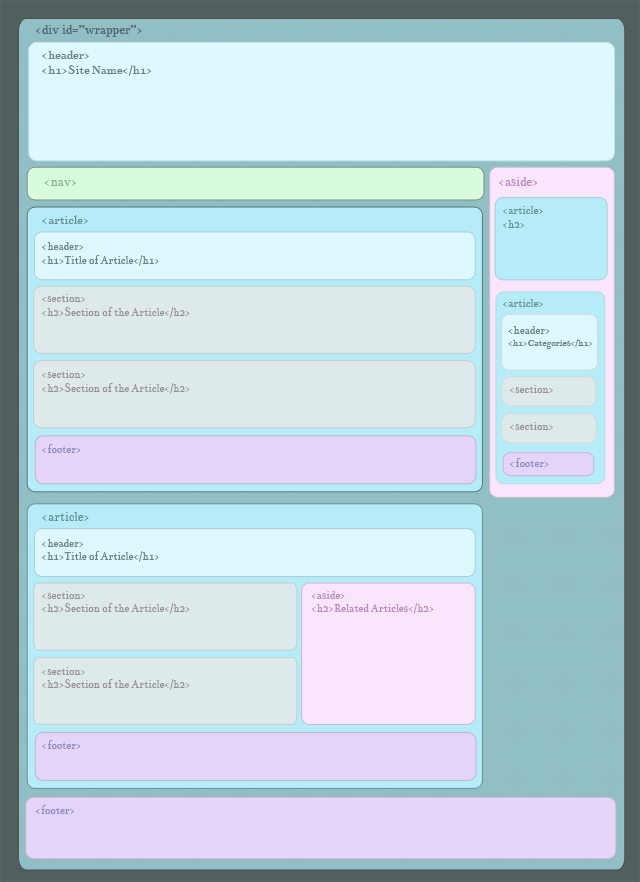 <div id="wrapper">
<header>
<h1>Site Name</h1>
<nav>
<article>
<header>
<h1>Title of Article</h1>
<section>
<h2>Section of the Article</h2>
<section>
<h2>Section of the Article</h2>
<footer>
<article>
<header>
<h1>Title of Article</h1>
<section>
<h2>Section of the Article</h2>
<section>
<h2>Section of the Article</h2>
<aside>
<h2>Related Articles</h2>
<footer>
<aside>
<article>
<h2>
<article>
<header>
<h1>Categories</h1>
<section>
<section>
<footer>
<footer>